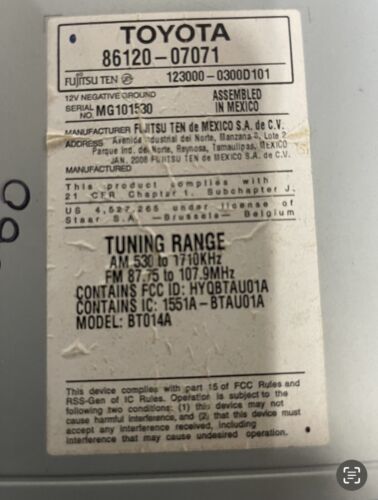 TOYOTA
86120-07071
FUJITSU TEN 123000-0300D101
12V NEGATIVE GROUND ASSEMBLED
SERIAL NO. MG101530 IN MEXICO
MANUFACTURER FUJITSU TEN de MEXICO S.A. de C.V.
ADDRESS Avenida Industrial del Norte, Manzana 8, Lote 2
Parque Ind. del Norte, Reynosa, Tamaulipas, MEXICO
JAN. 2008 FUJITSU TEN de MEXICO S.A. de C.V.
MANUFACTURED
This product complies with
21 CFR Chapter 1, Subchapter J.
US 4,527,265 under license of
Staar S.A. -Brussels- Belgium
TUNING RANGE
AM 530 to 1710KHz
FM 87.75 to 107.9MHz
CONTAINS FCC ID: HYQBTAU01A
CONTAINS IC: 1551A-BTAU01A
MODEL: BT014A
This device complies with part 15 of FCC Rules and
RSS-Gen of IC Rules. Operation is subject to the
following two conditions: (1) this device may not
cause harmful interference, and (2) this device must
accept any interference received, including
interference that may cause undesired operation.